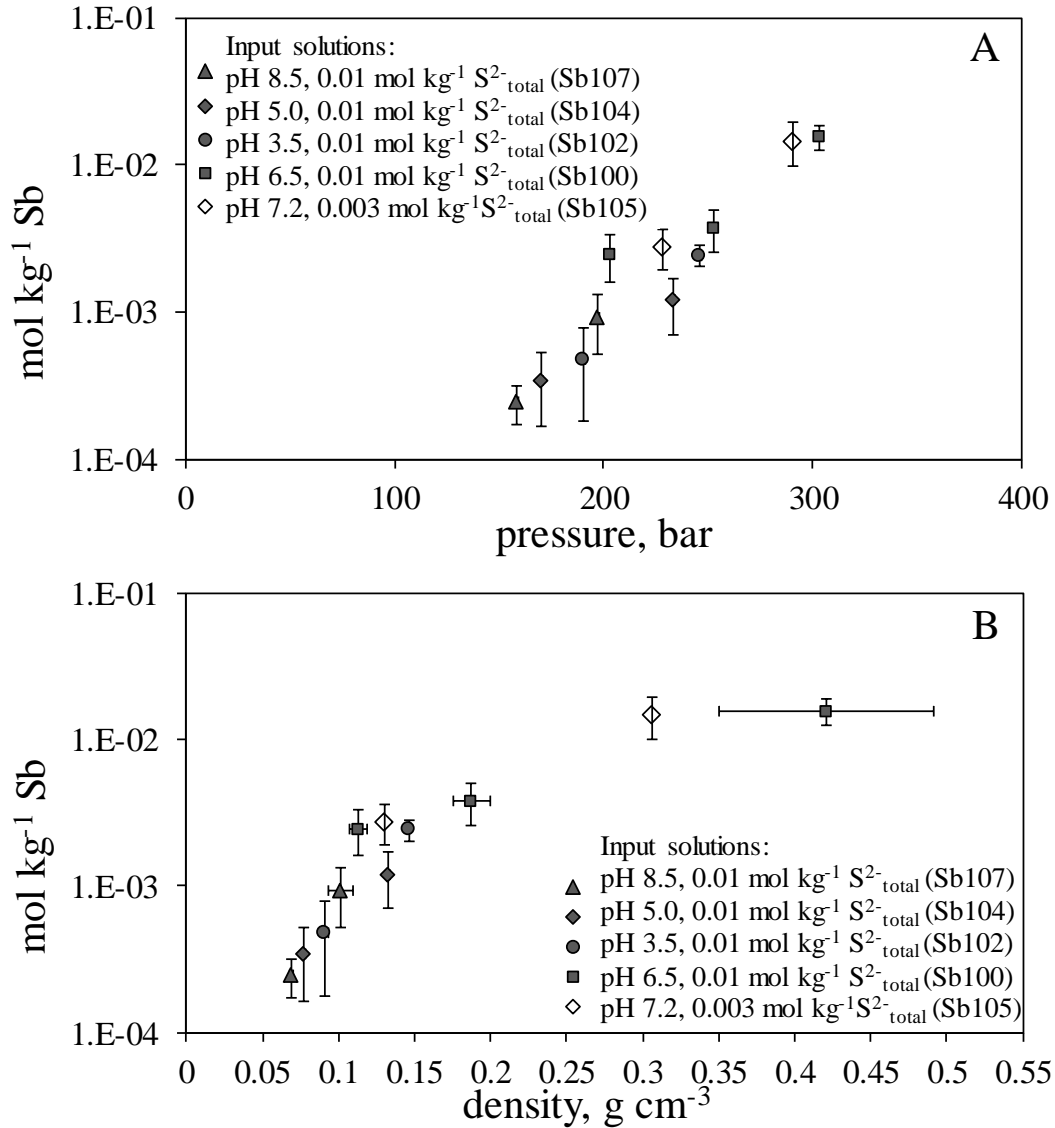 1.E-01
A
Input solutions:
pH 8.5, 0.01 mol kg-1 S2-total (Sb107)
pH 5.0, 0.01 mol kg-1 S2-total (Sb104)
pH 3.5, 0.01 mol kg-1 S2-total (Sb102)
pH 6.5, 0.01 mol kg-1 S2-total (Sb100)
pH 7.2, 0.003 mol kg-1S2-total (Sb105)
1.E-02
mol kg-1 Sb
1.E-03
1.E-04
0 100 200 300 400
pressure, bar
1.E-01
B
1.E-02
mol kg-1 Sb
1.E-03
Input solutions:
pH 8.5, 0.01 mol kg-1 S2-total (Sb107)
pH 5.0, 0.01 mol kg-1 S2-total (Sb104)
pH 3.5, 0.01 mol kg-1 S2-total (Sb102)
pH 6.5, 0.01 mol kg-1 S2-total (Sb100)
pH 7.2, 0.003 mol kg-1S2-total (Sb105)
1.E-04
0 0.05 0.1 0.15 0.2 0.25 0.3 0.35 0.4 0.45 0.5 0.55
density, g cm-3